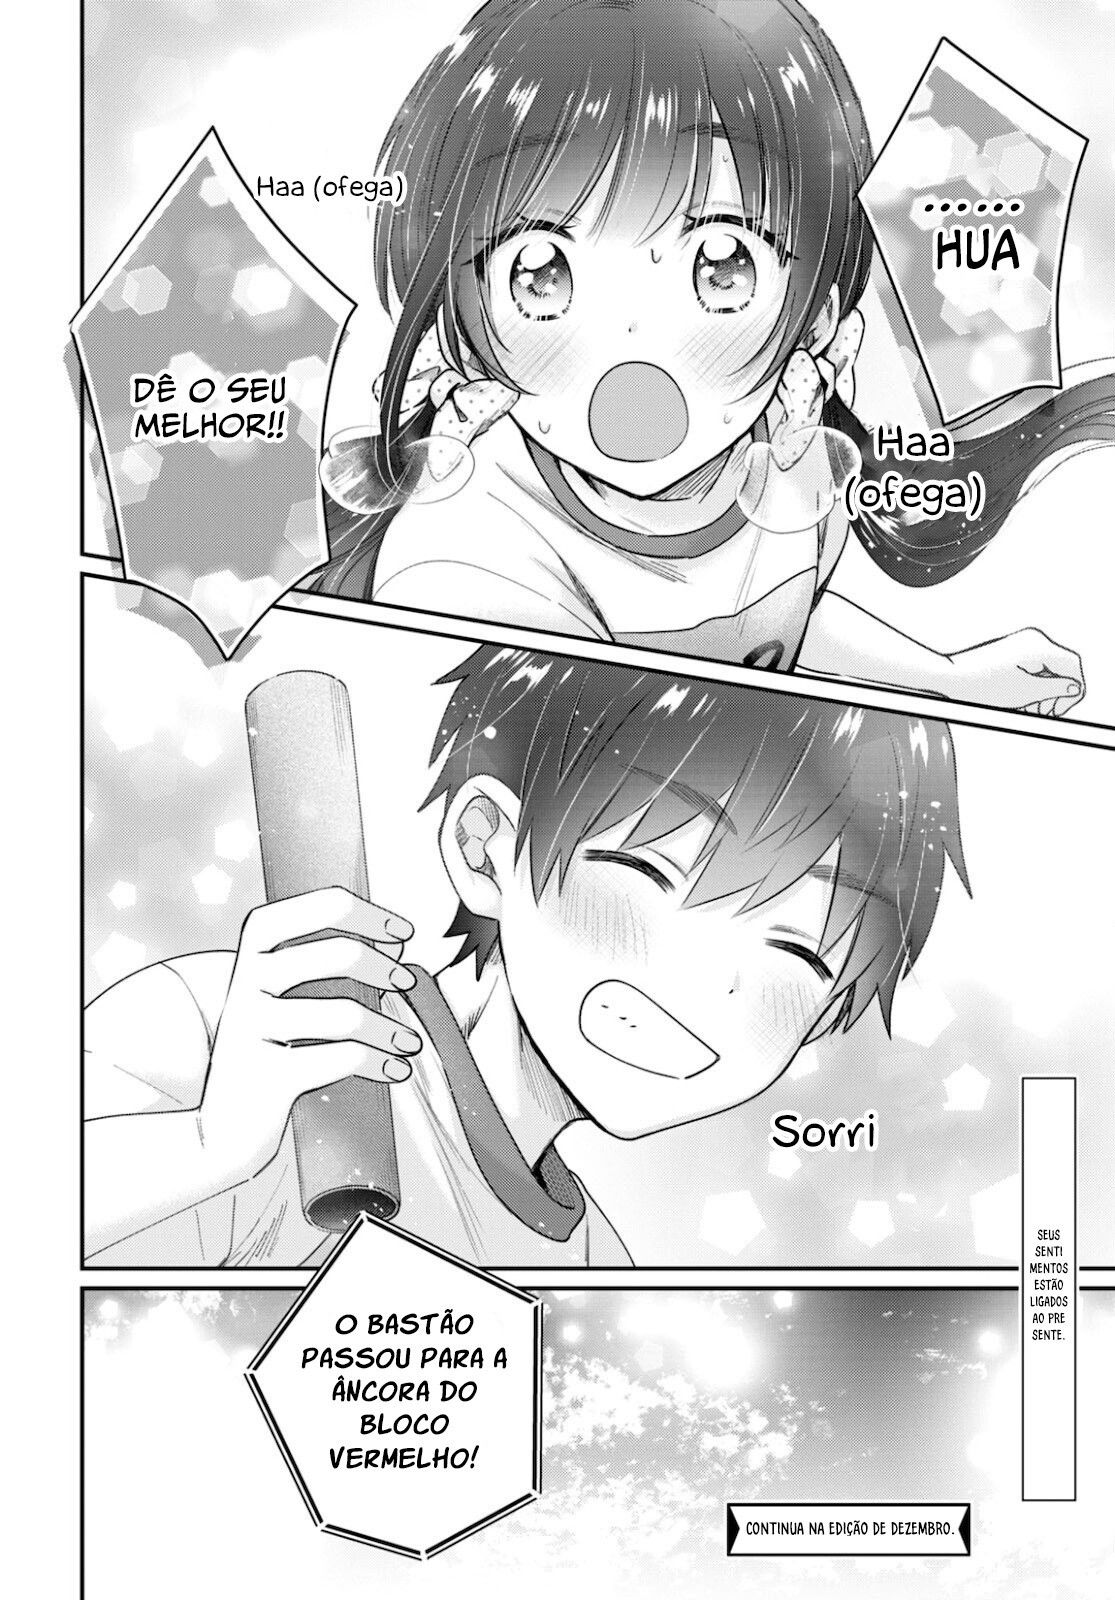 ......
HUA
Haa (ofega)
DÊ O SEU
MELHOR!!
Haa
(ofega)
Sorri
SEUS
SENTI
MENTOS
ESTÃO
LIGADOS
AO PRE
SENTE.
O BASTÃO
PASSOU PARA A
ÂNCORA DO
BLOCO
VERMELHO!
CONTINUA NA EDIÇÃO DE DEZEMBRO.